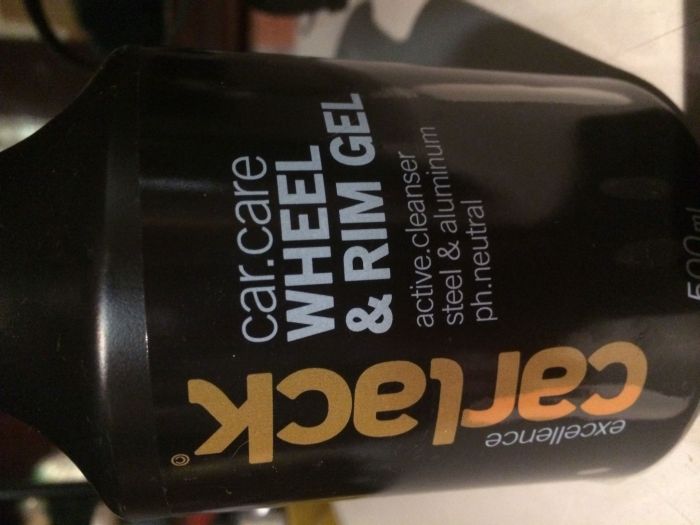 car.care
WHEEL
& RIM GEL
active.cleanser
steel & aluminum
ph.neutral
excellence
carlack©